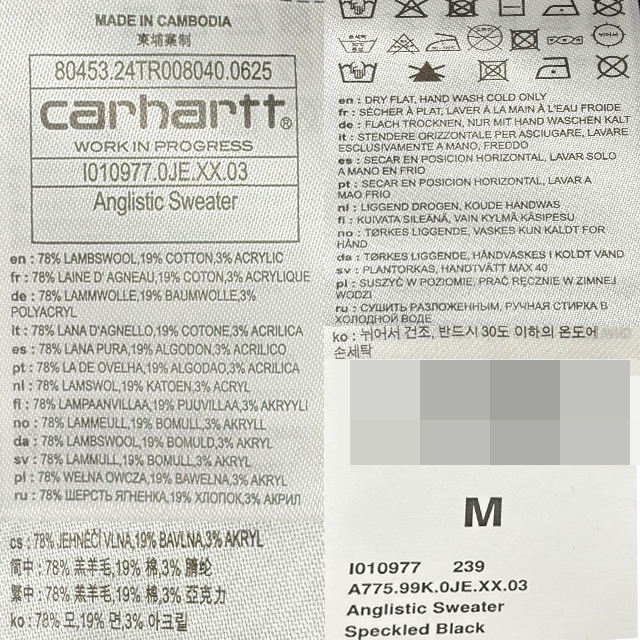 MADE IN CAMBODIA
柬埔寨制
80453.24TR008040.0625
carhartt®
WORK IN PROGRESS
I010977.0JE.XX.03
Anglistic Sweater
en : 78% LAMBSWOOL,19% COTTON,3% ACRYLIC
fr : 78% LAINE D' AGNEAU,19% COTON,3% ACRYLIQUE
de : 78% LAMMWOLLE,19% BAUMWOLLE,3%
POLYACRYL
it : 78% LANA D'AGNELLO,19% COTONE,3% ACRILICA
es : 78% LANA PURA,19% ALGODÓN,3% ACRILICO
pt : 78% LA DE OVELHA,19% ALGODAO,3% ACRILICA
nl : 78% LAMSWOL,19% KATOEN,3% ACRYL
fi : 78% LAMPAANVILLAA,19% PUUVILLAA,3% AKRYYLI
no : 78% LAMMEULL,19% BOMULL,3% AKRYLL
da : 78% LAMBSWOOL,19% BOMULD,3% AKRYL
sv : 78% LAMMULL,19% BOMULL,3% AKRYL
pl : 78% WEŁNA OWCZA,19% BAWEŁNA,3% AKRYL
ru : 78% ШЕРСТЬ ЯГНЕНКА,19% ХЛОПОК,3% АКРИЛ
cs : 78% JEHNĚČÍ VLNA,19% BAVLNA,3% AKRYL
简中 : 78% 羔羊毛,19% 棉,3% 腈纶
繁中 : 78% 羔羊毛,19% 棉,3% 亞克力
ko : 78% 모,19% 면,3% 아크릴
en : DRY FLAT, HAND WASH COLD ONLY
fr : SÉCHER À PLAT, LAVER À LA MAIN À L'EAU FROIDE
de : FLACH TROCKNEN, NUR MIT HAND WASCHEN KALT
it : STENDERE ORIZZONTALE PER ASCIUGARE, LAVARE
ESCLUSIVAMENTE A MANO, FREDDO
es : SECAR EN POSICION HORIZONTAL, LAVAR SOLO
A MANO EN FRIO
pt : SECAR EN POSICION HORIZONTAL, LAVAR A
MAO FRIO
nl : LIGGEND DROGEN, KOUDE HANDWAS
fi : KUIVATA SILEÄNÄ, VAIN KYLMÄ KÄSIPESU
no : TØRKES LIGGENDE, VASKES KUN KALDT FOR
HÅND
da : TØRKES LIGGENDE, HÅNDVASKES I KOLDT VAND
sv : PLANTORKAS, HANDTVÄTT MAX 40
pl : SUSZYĆ W POZIOMIE, PRAĆ RĘCZNIE W ZIMNEJ
WODZI
ru : СУШИТЬ РАЗЛОЖЕННЫМ, РУЧНАЯ СТИРКА В
ХОЛОДНОЙ ВОДЕ
ko : 뉘어서 건조, 반드시 30도 이하의 온도에
손세탁
M
I010977 239
A775.99K.0JE.XX.03
Anglistic Sweater
Speckled Black